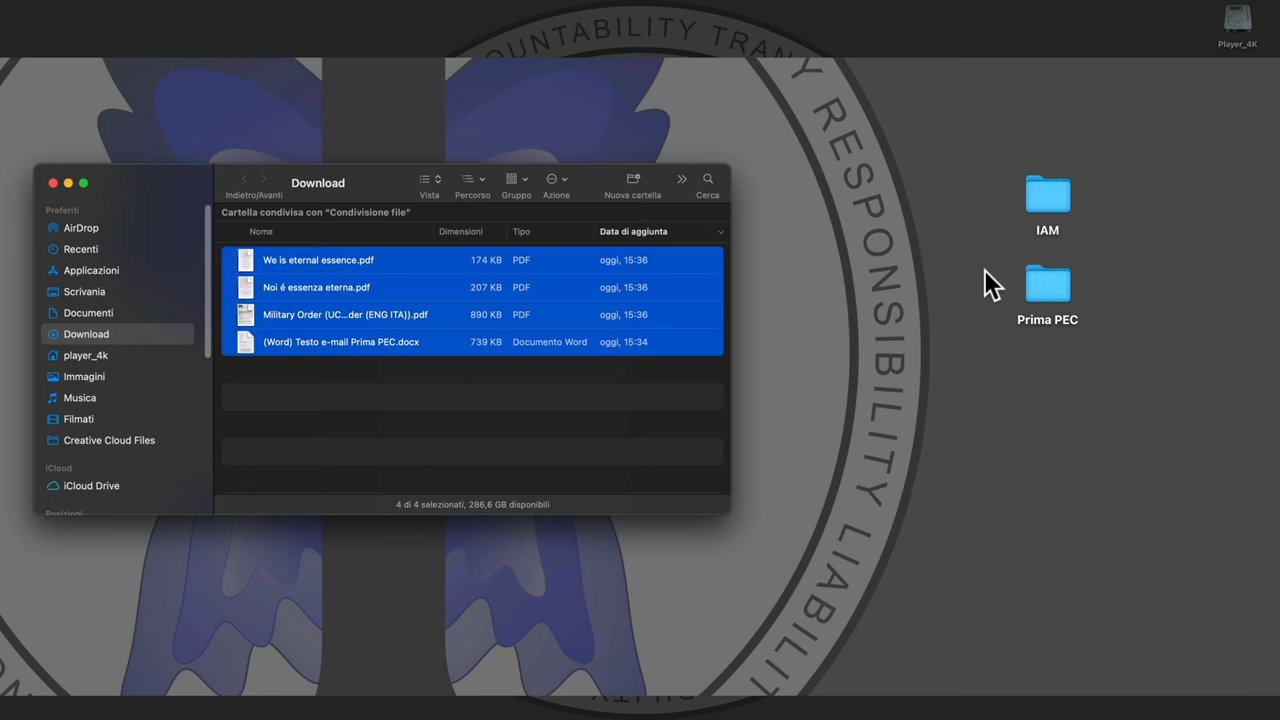 OUNTABILITY TRAN
Y RESPONSIBILITY LIABILITY
Player_4K
Download
Indietro/Avanti
Vista
Percorso
Gruppo
Azione
Nuova cartella
Cerca
Cartella condivisa con “Condivisione file”
Nome Dimensioni Tipo Data di aggiunta
We is eternal essence.pdf 174 KB PDF oggi, 15:36
Noi é essenza eterna.pdf 207 KB PDF oggi, 15:36
Military Order (UC...der (ENG ITA)).pdf 890 KB PDF oggi, 15:36
(Word) Testo e-mail Prima PEC.docx 739 KB Documento Word oggi, 15:34
4 di 4 selezionati, 286,6 GB disponibili
Preferiti
AirDrop
Recenti
Applicazioni
Scrivania
Documenti
Download
player_4k
Immagini
Musica
Filmati
Creative Cloud Files
iCloud
iCloud Drive
Posizioni
IAM
Prima PEC